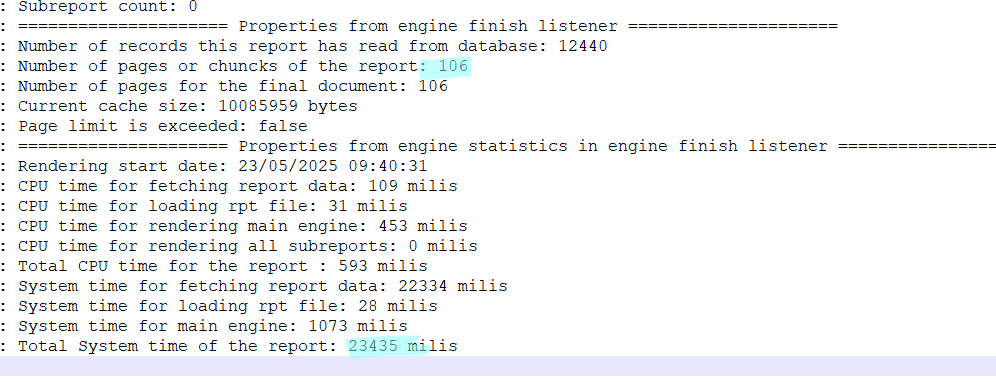 : Subreport count: 0
: ===================== Properties from engine finish listener =====================
: Number of records this report has read from database: 12440
: Number of pages or chuncks of the report: 106
: Number of pages for the final document: 106
: Current cache size: 10085959 bytes
: Page limit is exceeded: false
: ===================== Properties from engine statistics in engine finish listener ================
: Rendering start date: 23/05/2025 09:40:31
: CPU time for fetching report data: 109 milis
: CPU time for loading rpt file: 31 milis
: CPU time for rendering main engine: 453 milis
: CPU time for rendering all subreports: 0 milis
: Total CPU time for the report : 593 milis
: System time for fetching report data: 22334 milis
: System time for loading rpt file: 28 milis
: System time for main engine: 1073 milis
: Total System time of the report: 23435 milis